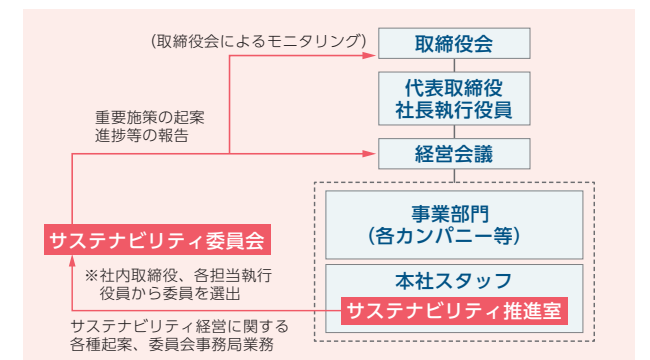 (取締役会によるモニタリング)
取締役会
代表取締役
社長執行役員
重要施策の起案
進捗等の報告
経営会議
事業部門
(各カンパニー等)
サステナビリティ委員会
※社内取締役、各担当執行
役員から委員を選出
本社スタッフ
サステナビリティ推進室
サステナビリティ経営に関する
各種起案、委員会事務局業務